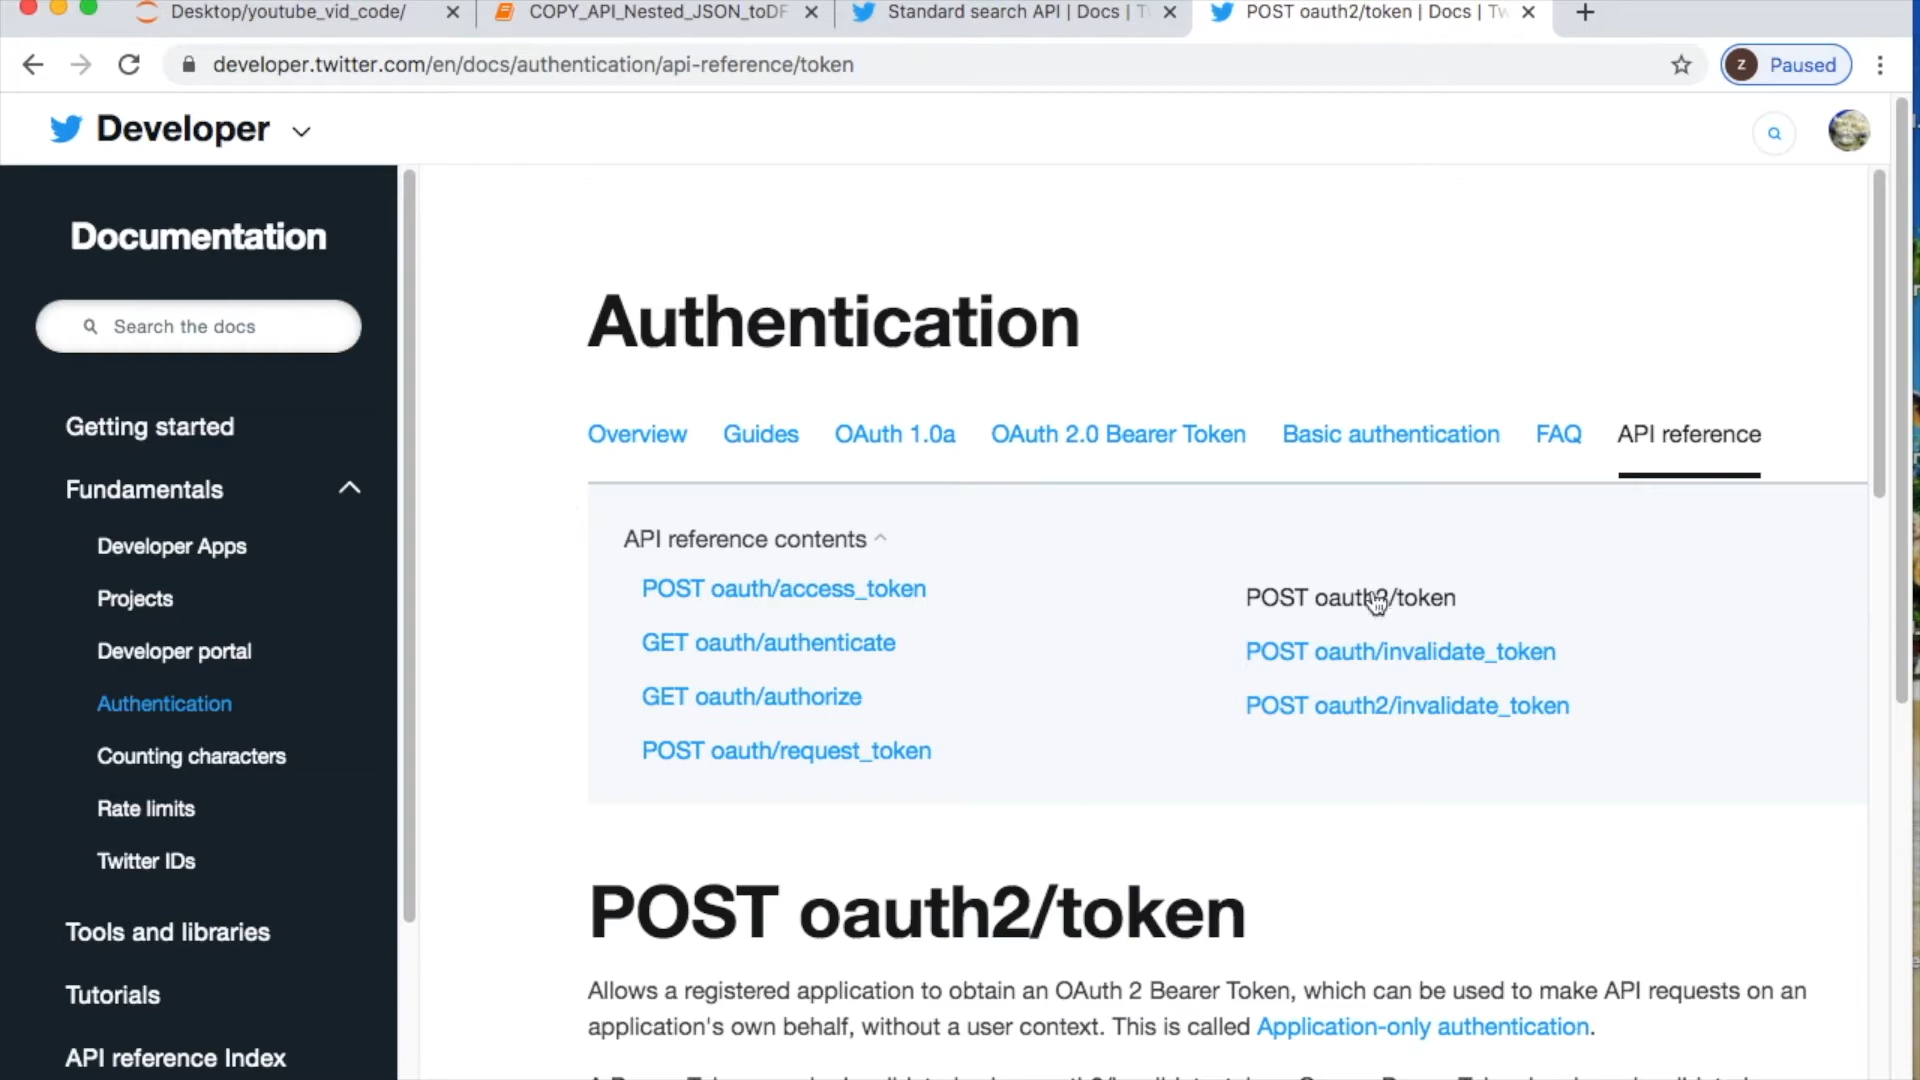 Desktop/youtube_vid_code/
COPY_API_Nested_JSON_toDF
Standard search API | Docs | T
POST oauth2/token | Docs | Tw
developer.twitter.com/en/docs/authentication/api-reference/token
Z
Paused
Developer
Documentation
Search the docs
Getting started
Fundamentals
Developer Apps
Projects
Developer portal
Authentication
Counting characters
Rate limits
Twitter IDs
Tools and libraries
Tutorials
API reference Index
Authentication
Overview
Guides
OAuth 1.0a
OAuth 2.0 Bearer Token
Basic authentication
FAQ
API reference
API reference contents
POST oauth/access_token
GET oauth/authenticate
GET oauth/authorize
POST oauth/request_token
POST oauth2/token
POST oauth/invalidate_token
POST oauth2/invalidate_token
POST oauth2/token
Allows a registered application to obtain an OAuth 2 Bearer Token, which can be used to make API requests on an
application's own behalf, without a user context. This is called Application-only authentication.